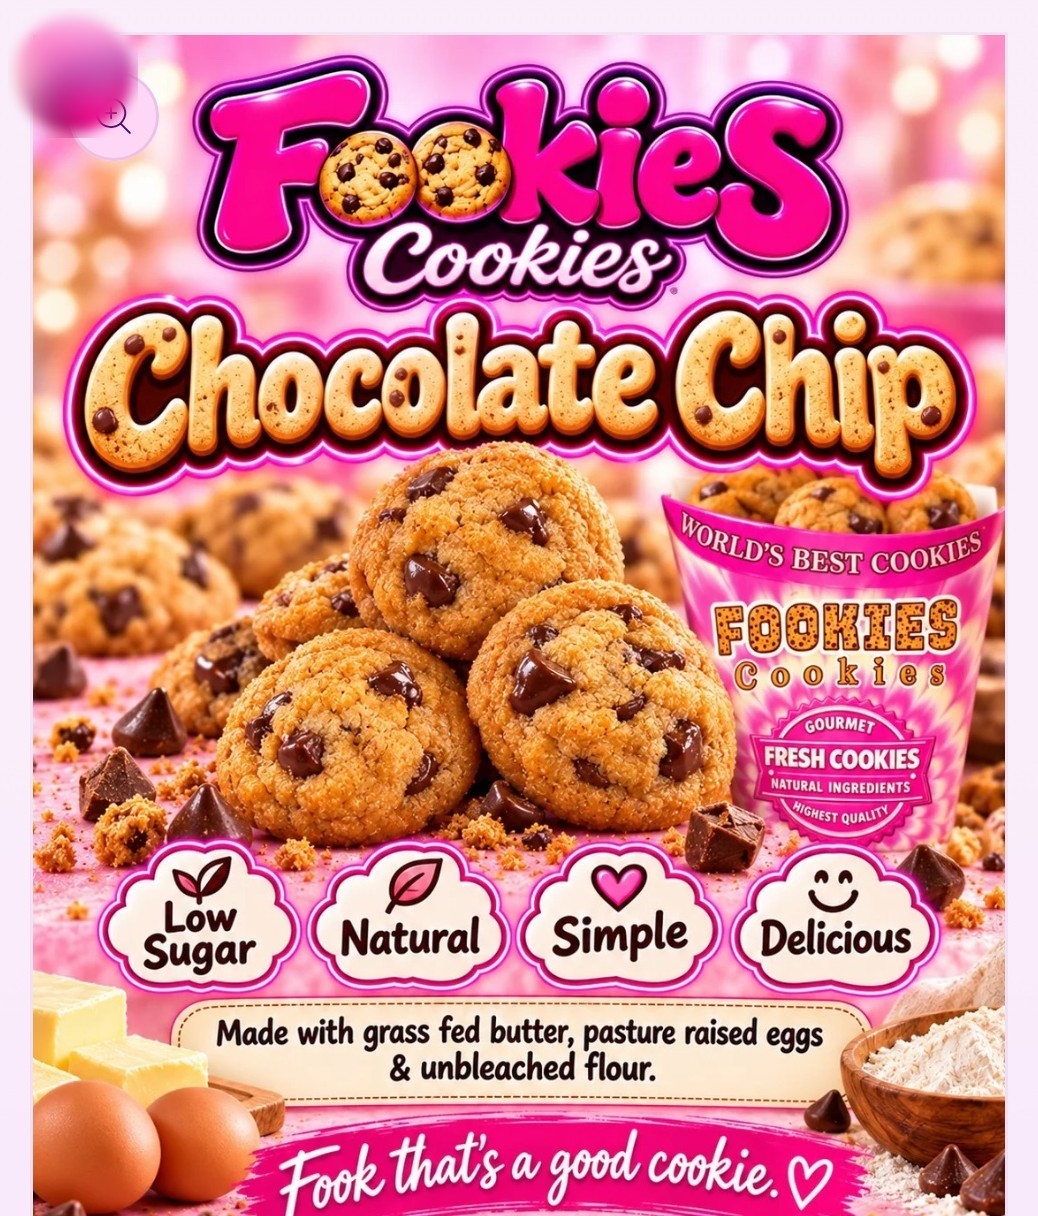 FookieS
Cookies
Chocolate Chip
WORLD'S BEST COOKIES
FOOKIES
Cookies
GOURMET
FRESH COOKIES
NATURAL INGREDIENTS
HIGHEST QUALITY
Low
Sugar
Natural
Simple
Delicious
Made with grass fed butter, pasture raised eggs
& unbleached flour.
Fook that's a good cookie.